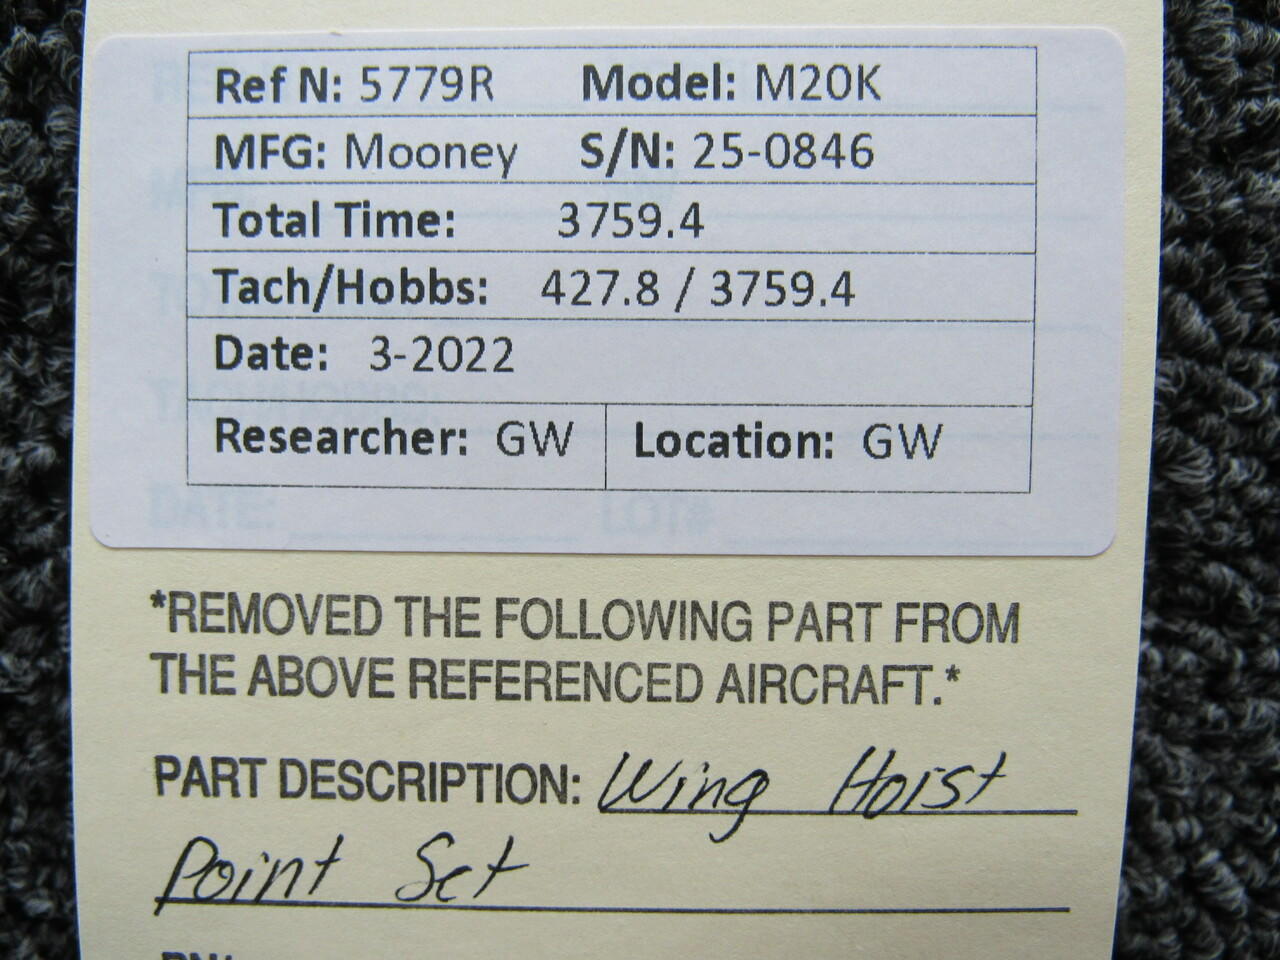 Ref N: 5779R Model: M20K
MFG: Mooney S/N: 25-0846
Total Time: 3759.4
Tach/Hobbs: 427.8 / 3759.4
Date: 3-2022
Researcher: GW Location: GW
DATE: LOT#
*REMOVED THE FOLLOWING PART FROM
THE ABOVE REFERENCED AIRCRAFT.*
PART DESCRIPTION: Wing Hoist
Point Set